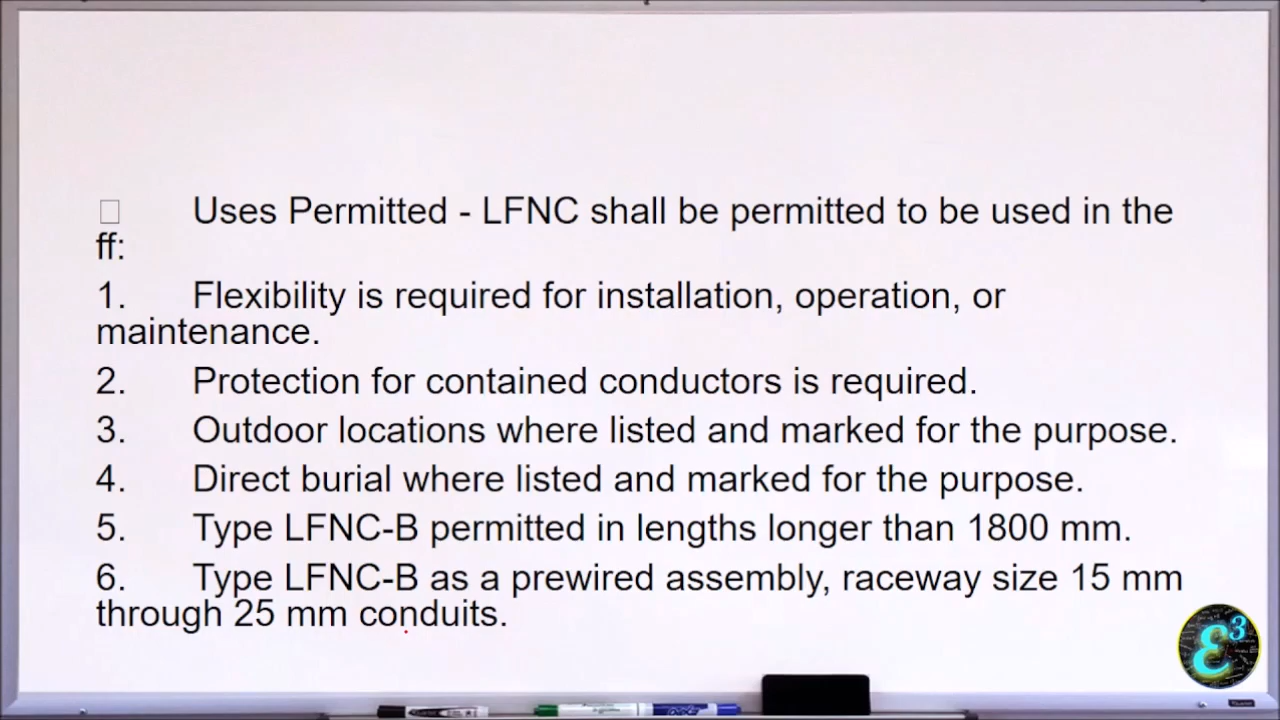 Uses Permitted - LFNC shall be permitted to be used in the
ff:
1. Flexibility is required for installation, operation, or
maintenance.
2. Protection for contained conductors is required.
3. Outdoor locations where listed and marked for the purpose.
4. Direct burial where listed and marked for the purpose.
5. Type LFNC-B permitted in lengths longer than 1800 mm.
6. Type LFNC-B as a prewired assembly, raceway size 15 mm
through 25 mm conduits.
ε3